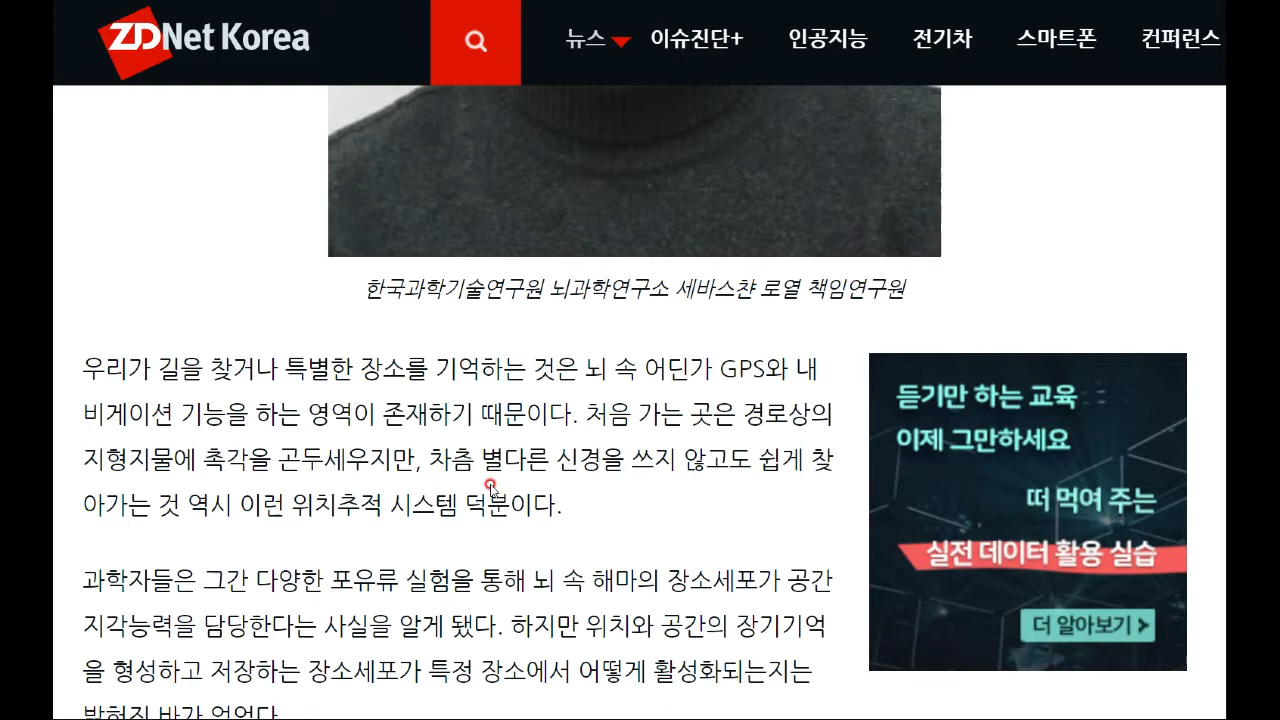 ZDNet Korea
뉴스 이슈진단+ 인공지능 전기차 스마트폰 컨퍼런스
한국과학기술연구원 뇌과학연구소 세바스챤 로열 책임연구원
우리가 길을 찾거나 특별한 장소를 기억하는 것은 뇌 속 어딘가 GPS와 내
비게이션 기능을 하는 영역이 존재하기 때문이다. 처음 가는 곳은 경로상의
지형지물에 촉각을 곤두세우지만, 차츰 별다른 신경을 쓰지 않고도 쉽게 찾
아가는 것 역시 이런 위치추적 시스템 덕분이다.
과학자들은 그간 다양한 포유류 실험을 통해 뇌 속 해마의 장소세포가 공간
지각능력을 담당한다는 사실을 알게 됐다. 하지만 위치와 공간의 장기기억
을 형성하고 저장하는 장소세포가 특정 장소에서 어떻게 활성화되는지는
밝혀진 바가 없었다
듣기만 하는 교육
이제 그만하세요
떠 먹여 주는
실전 데이터 활용 실습
더 알아보기 >